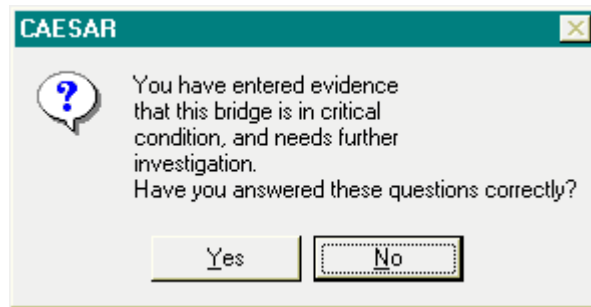 CAESAR
?
You have entered evidence
that this bridge is in critical
condition, and needs further
investigation.
Have you answered these questions correctly?
Yes
No